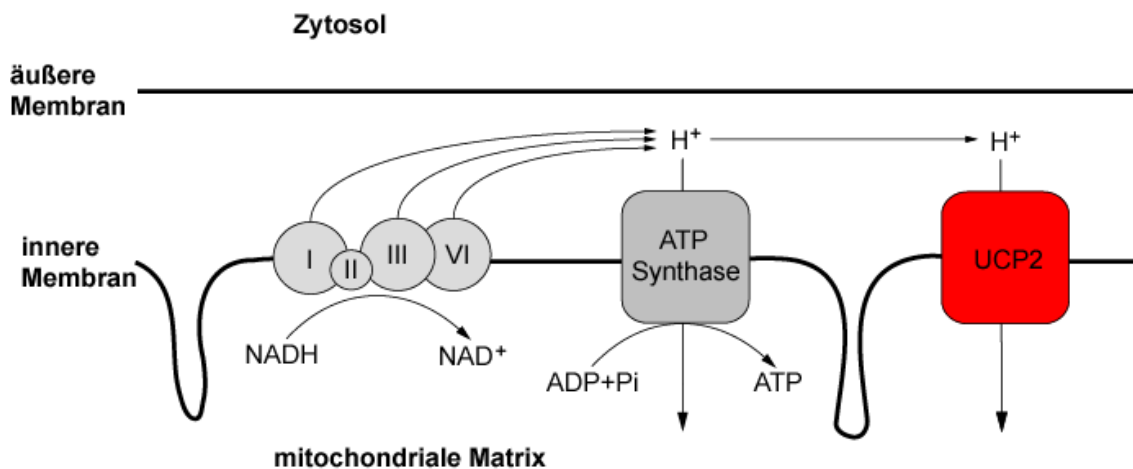 Zytosol
äußere
Membran
H⁺
H⁺
innere
Membran
I
II
III
VI
ATP
Synthase
UCP2
NADH
NAD⁺
ADP+Pi
ATP
mitochondriale Matrix